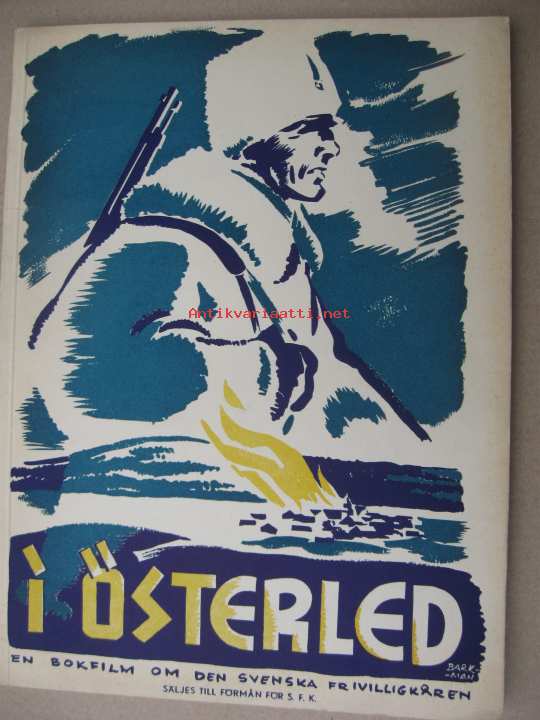 Antikvariaatti.net
I ÖSTERLED
BARK-
-MAN
EN BOKFILM OM DEN SVENSKA FRIVILLIGKÅREN
SÄLJES TILL FÖRMÅN FÖR S. F. K.